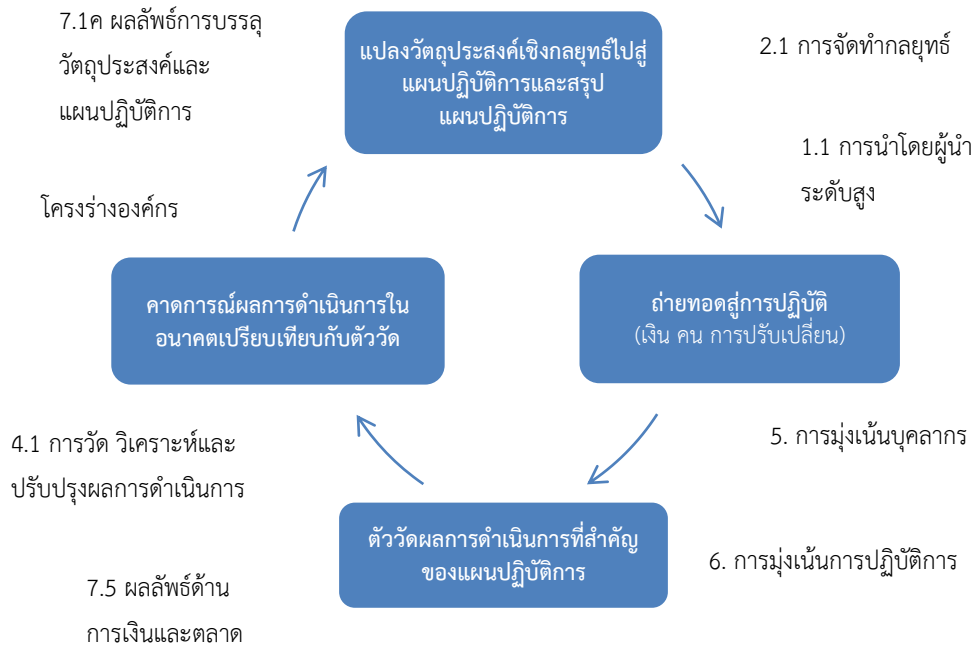 7.1ค ผลลัพธ์การบรรลุ
วัตถุประสงค์และ
แผนปฏิบัติการ
แปลงวัตถุประสงค์เชิงกลยุทธ์ไปสู่
แผนปฏิบัติการและสรุป
แผนปฏิบัติการ
2.1 การจัดทำกลยุทธ์
1.1 การนำโดยผู้นำ
ระดับสูง
โครงร่างองค์กร
คาดการณ์ผลการดำเนินการใน
อนาคตเปรียบเทียบกับตัววัด
ถ่ายทอดสู่การปฏิบัติ
(เงิน คน การปรับเปลี่ยน)
4.1 การวัด วิเคราะห์และ
ปรับปรุงผลการดำเนินการ
5. การมุ่งเน้นบุคลากร
ตัววัดผลการดำเนินการที่สำคัญ
ของแผนปฏิบัติการ
6. การมุ่งเน้นการปฏิบัติการ
7.5 ผลลัพธ์ด้าน
การเงินและตลาด